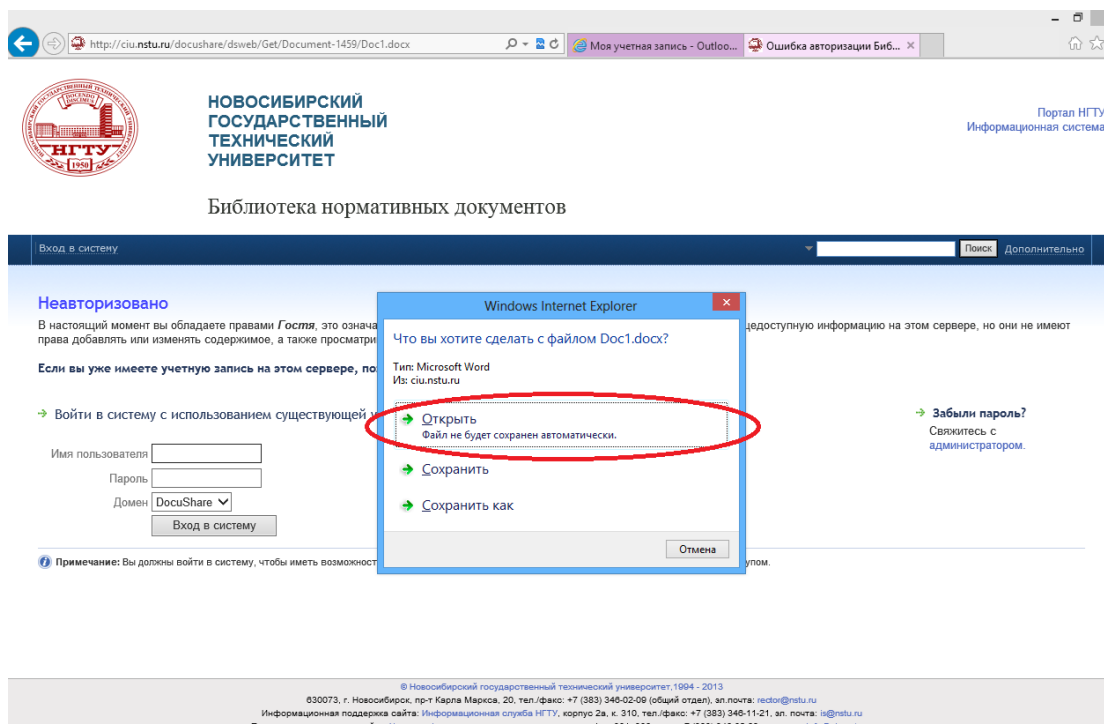 http://ciu.nstu.ru/docushare/dsweb/Get/Document-1459/Doc1.docx
Моя учетная запись - Outloo...
Ошибка авторизации Биб...
НГТУ
1950
НОВОСИБИРСКИЙ
ГОСУДАРСТВЕННЫЙ
ТЕХНИЧЕСКИЙ
УНИВЕРСИТЕТ
Портал НГТУ
Информационная система
Библиотека нормативных документов
Вход в систему
Поиск Дополнительно
Неавторизовано
В настоящий момент вы обладаете правами Гостя, это означа
щедоступную информацию на этом сервере, но они не имеют
права добавлять или изменять содержимое, а также просматри
Если вы уже имеете учетную запись на этом сервере, по
Войти в систему с использованием существующей у
Имя пользователя
Пароль
Домен DocuShare
Вход в систему
Windows Internet Explorer
Что вы хотите сделать с файлом Doc1.docx?
Тип: Microsoft Word
Из: ciu.nstu.ru
Открыть
Файл не будет сохранен автоматически.
Сохранить
Сохранить как
Отмена
Забыли пароль?
Свяжитесь с
администратором.
Примечание: Вы должны войти в систему, чтобы иметь возможност
упом.
© Новосибирский государственный технический университет,1994 - 2013
630073, г. Новосибирск, пр-т Карла Маркса, 20, тел./факс: +7 (383) 346-02-09 (общий отдел), эл.почта: rector@nstu.ru
Информационная поддержка сайта: Информационная служба НГТУ, корпус 2а, к. 310, тел./факс: +7 (383) 346-11-21, эл. почта: is@nstu.ru